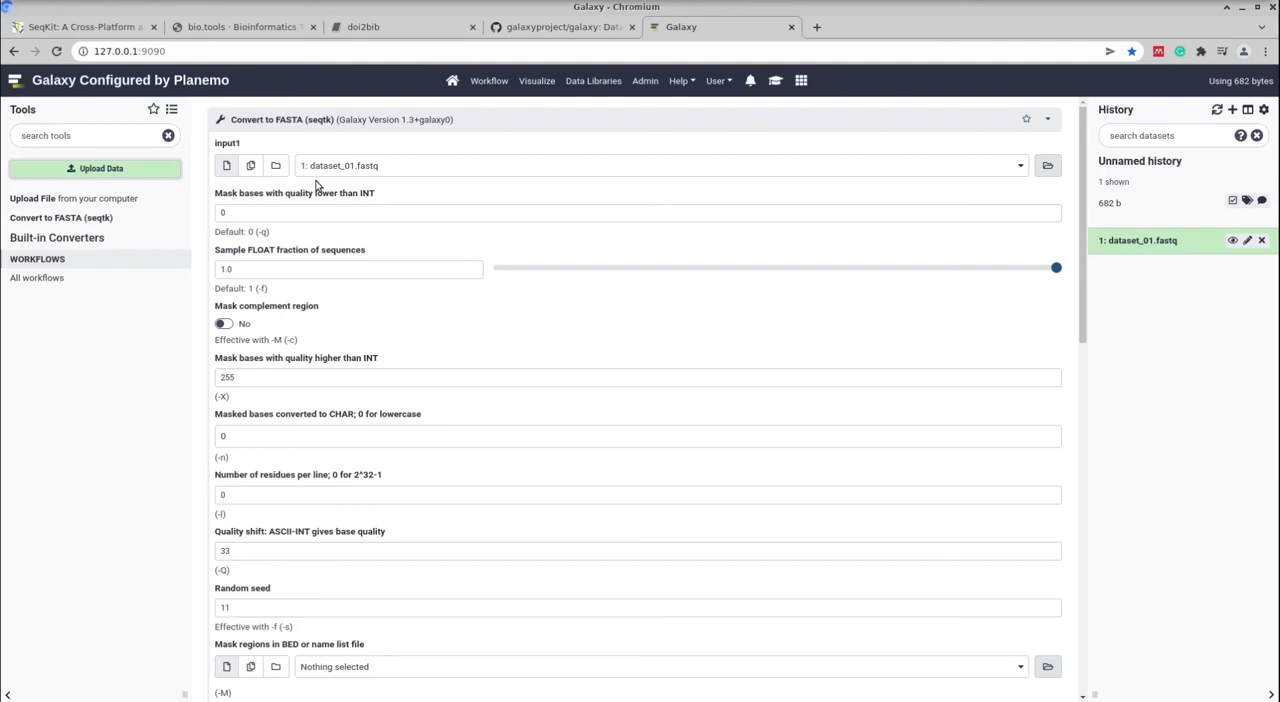 Galaxy - Chromium
SeqKit: A Cross-Platform a
bio.tools · Bioinformatics T
doi2bib
galaxyproject/galaxy: Data
Galaxy
127.0.0.1:9090
Galaxy Configured by Planemo
Workflow Visualize Data Libraries Admin Help User
Using 682 bytes
Tools
search tools
Upload Data
Upload File from your computer
Convert to FASTA (seqtk)
Built-in Converters
WORKFLOWS
All workflows
Convert to FASTA (seqtk) (Galaxy Version 1.3+galaxy0)
input1
1: dataset_01.fastq
Mask bases with quality lower than INT
0
Default: 0 (-q)
Sample FLOAT fraction of sequences
1.0
Default: 1 (-f)
Mask complement region
No
Effective with -M (-c)
Mask bases with quality higher than INT
255
(-X)
Masked bases converted to CHAR; 0 for lowercase
0
(-n)
Number of residues per line; 0 for 2^32-1
0
(-l)
Quality shift: ASCII-INT gives base quality
33
(-Q)
Random seed
11
Effective with -f (-s)
Mask regions in BED or name list file
Nothing selected
(-M)
History
search datasets
Unnamed history
1 shown
682 b
1: dataset_01.fastq